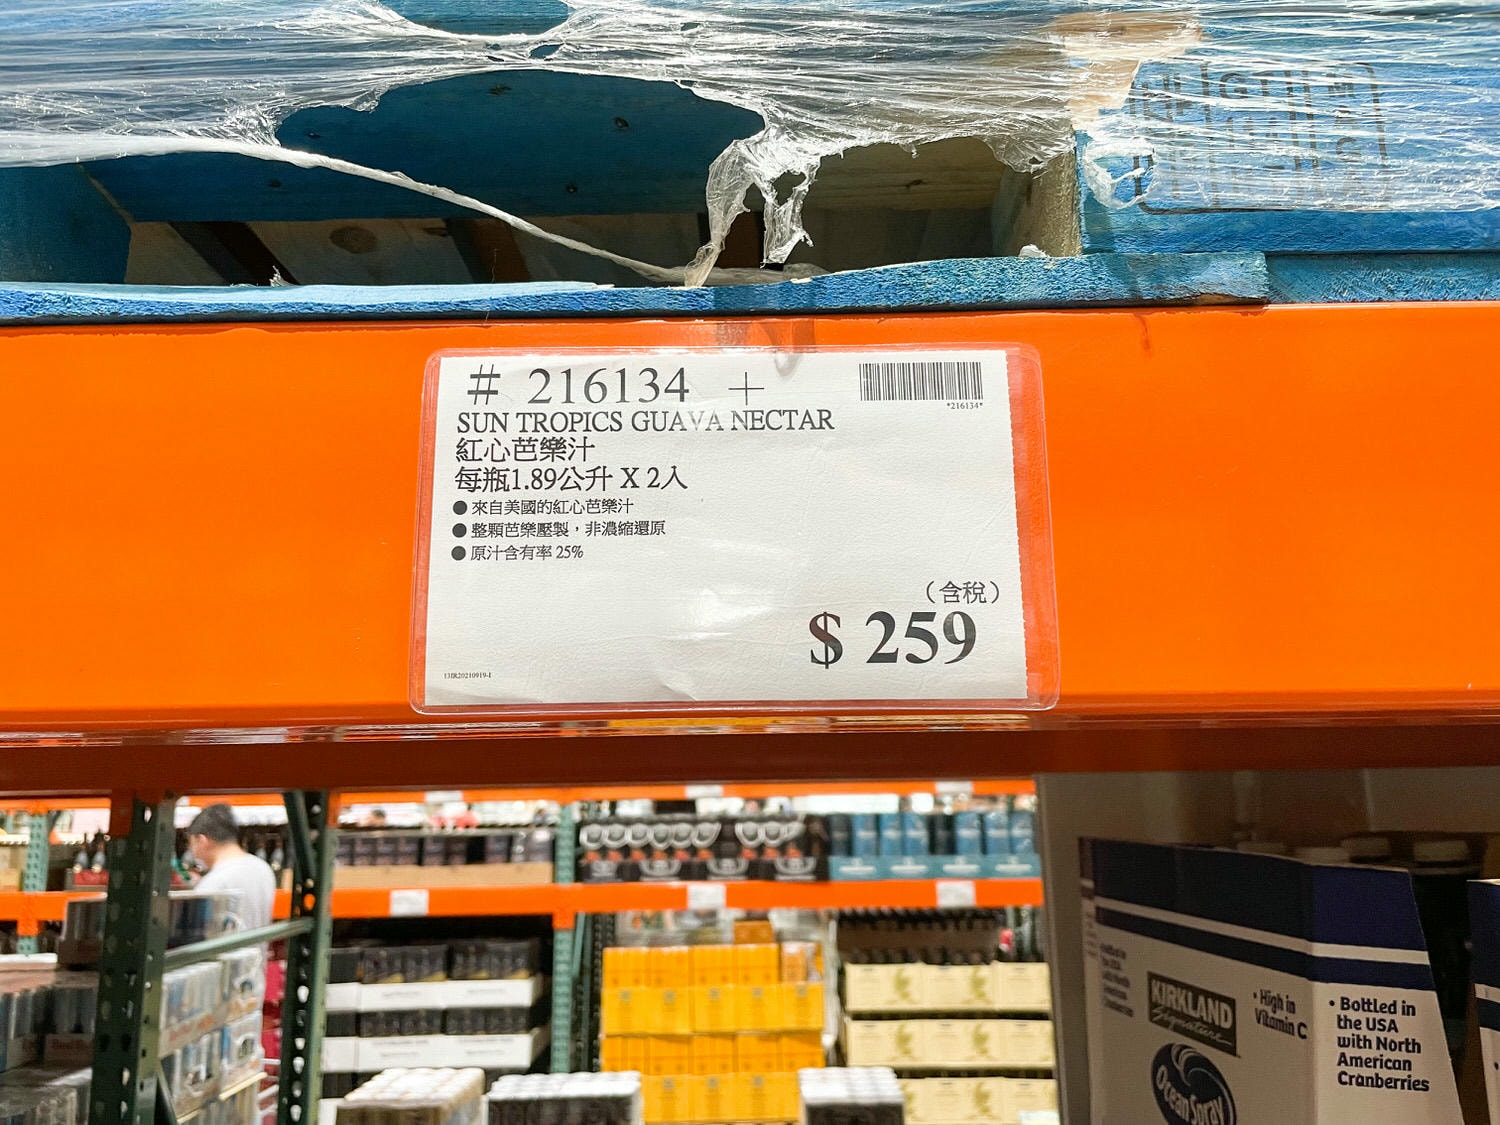 # 216134 +
*216134*
SUN TROPICS GUAVA NECTAR
紅心芭樂汁
每瓶1.89公升 X 2入
● 來自美國的紅心芭樂汁
● 整顆芭樂壓製，非濃縮還原
● 原汁含有率 25%
（含稅）
$ 259
KIRKLAND
Signature
Ocean Spray
• High in
Vitamin C
• Bottled in
the USA
with North
American
Cranberries